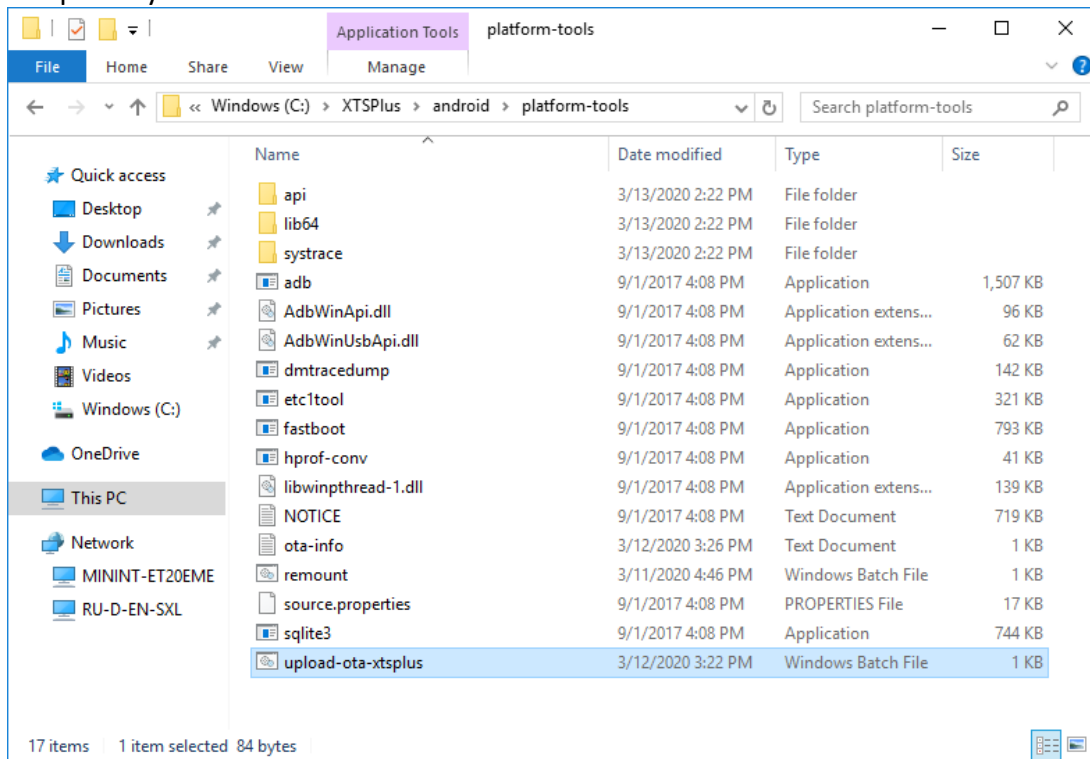 Application Tools platform-tools
File Home Share View Manage
« Windows (C:) > XTSPlus > android > platform-tools Search platform-tools
Name Date modified Type Size
Quick access
Desktop
Downloads
Documents
Pictures
Music
Videos
Windows (C:)
OneDrive
This PC
Network
MININT-ET20EME
RU-D-EN-SXL
api 3/13/2020 2:22 PM File folder
lib64 3/13/2020 2:22 PM File folder
systrace 3/13/2020 2:22 PM File folder
adb 9/1/2017 4:08 PM Application 1,507 KB
AdbWinApi.dll 9/1/2017 4:08 PM Application extens... 96 KB
AdbWinUsbApi.dll 9/1/2017 4:08 PM Application extens... 62 KB
dmtracedump 9/1/2017 4:08 PM Application 142 KB
etc1tool 9/1/2017 4:08 PM Application 321 KB
fastboot 9/1/2017 4:08 PM Application 793 KB
hprof-conv 9/1/2017 4:08 PM Application 41 KB
libwinpthread-1.dll 9/1/2017 4:08 PM Application extens... 139 KB
NOTICE 9/1/2017 4:08 PM Text Document 719 KB
ota-info 3/12/2020 3:26 PM Text Document 1 KB
remount 3/11/2020 4:46 PM Windows Batch File 1 KB
source.properties 9/1/2017 4:08 PM PROPERTIES File 17 KB
sqlite3 9/1/2017 4:08 PM Application 744 KB
upload-ota-xtsplus 3/12/2020 3:22 PM Windows Batch File 1 KB
17 items 1 item selected 84 bytes